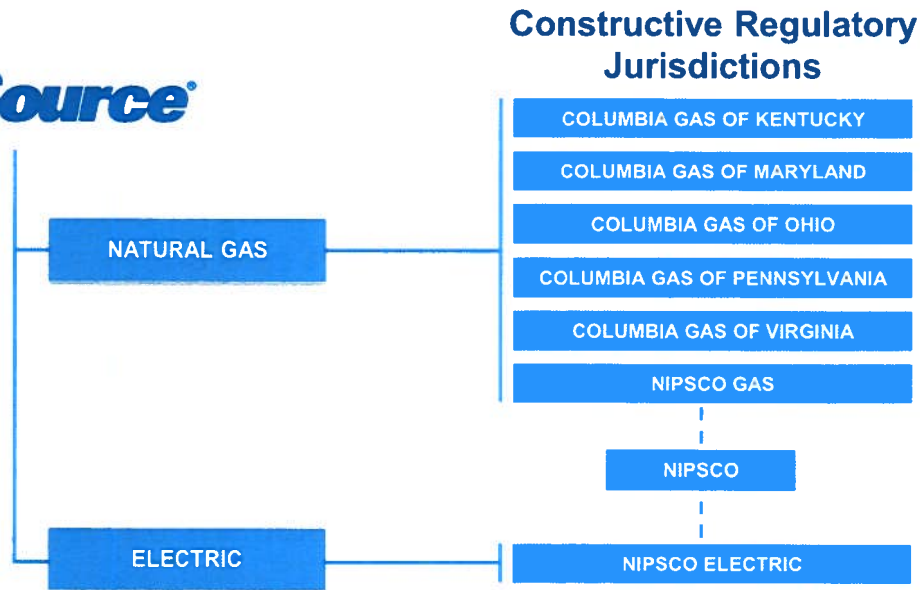 Constructive Regulatory
Jurisdictions
ource®
COLUMBIA GAS OF KENTUCKY
COLUMBIA GAS OF MARYLAND
NATURAL GAS
COLUMBIA GAS OF OHIO
COLUMBIA GAS OF PENNSYLVANIA
COLUMBIA GAS OF VIRGINIA
NIPSCO GAS
NIPSCO
ELECTRIC
NIPSCO ELECTRIC